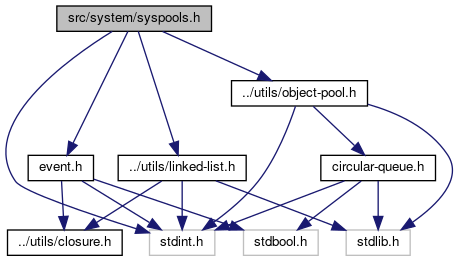 src/system/syspools.h
../utils/object-pool.h
event.h
../utils/linked-list.h
circular-queue.h
../utils/closure.h
stdint.h
stdbool.h
stdlib.h